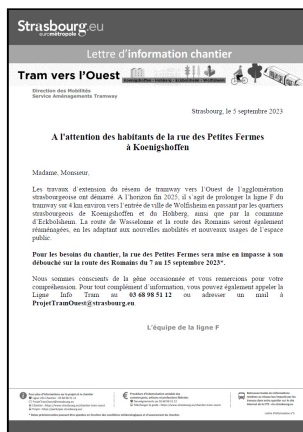 Strasbourg.eu
eurométropole
Lettre d'information chantier
Tram vers l'Ouest
Koenigshoffen - Hohberg - Eckbolsheim - Wolfisheim
Direction des Mobilités
Service Aménagements Tramway
Strasbourg, le 5 septembre 2023
A l'attention des habitants de la rue des Petites Fermes
à Koenigshoffen
Madame, Monsieur,
Les travaux d'extension du réseau de tramway vers l'Ouest de l'agglomération
strasbourgeoise ont démarré. A l'horizon fin 2025, il s'agit de prolonger la ligne F du
tramway sur 4 km environ vers l'entrée de ville de Wolfisheim en passant par les quartiers
strasbourgeois de Koenigshoffen et du Hohberg, ainsi que par la commune
d'Eckbolsheim. La route de Wasselonne et la route des Romains seront également
réaménagées, en les adaptant aux nouvelles mobilités et nouveaux usages de l'espace
public.
Pour les besoins du chantier, la rue des Petites Fermes sera mise en impasse à son
débouché sur la route des Romains du 7 au 15 septembre 2023*.
Nous sommes conscients de la gêne occasionnée et vous remercions pour votre
compréhension. Pour tout complément d'information, vous pouvez également appeler la
Ligne Info Tram au 03 68 98 51 12 ou adresser un mail à
ProjetTramOuest@strasbourg.eu.
L'équipe de la ligne F